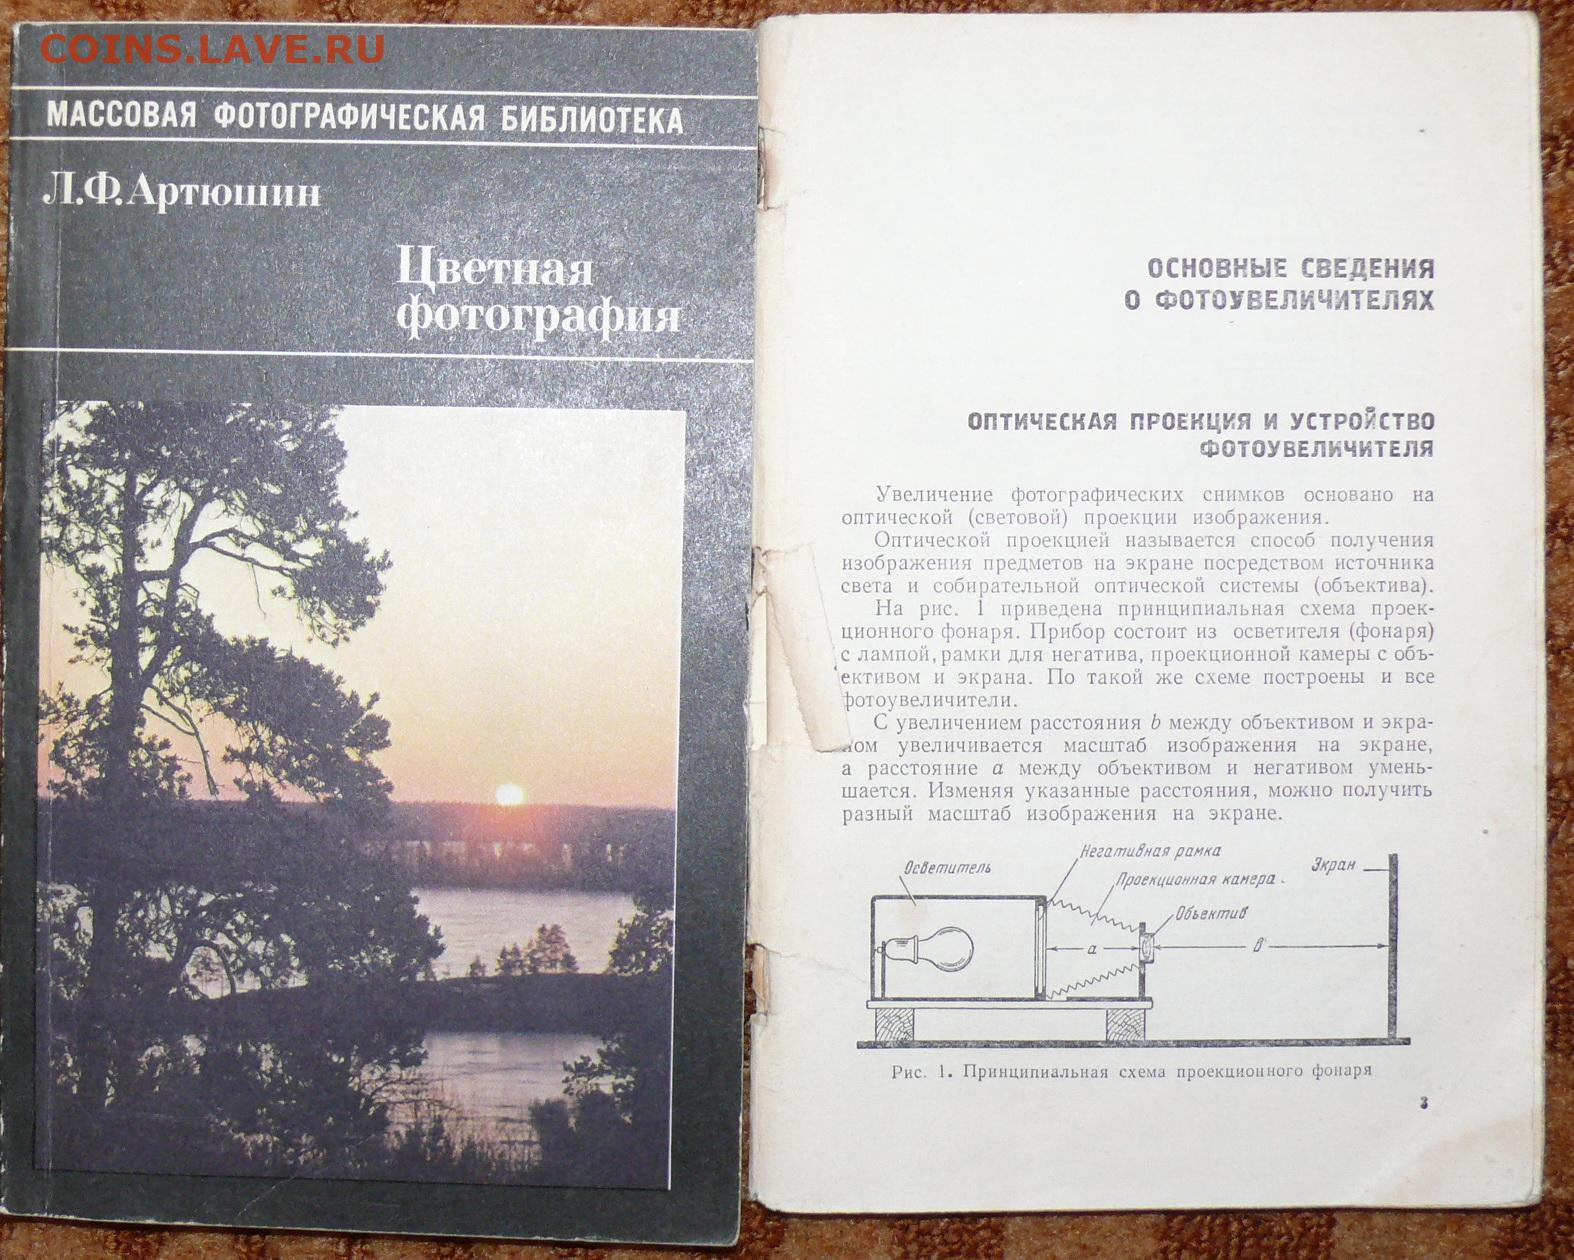 COINS.LAVE.RU
МАССОВАЯ ФОТОГРАФИЧЕСКАЯ БИБЛИОТЕКА
Л.Ф.Артюшин
Цветная
фотография
ОСНОВНЫЕ СВЕДЕНИЯ
О ФОТОУВЕЛИЧИТЕЛЯХ
ОПТИЧЕСКАЯ ПРОЕКЦИЯ И УСТРОЙСТВО
ФОТОУВЕЛИЧИТЕЛЯ
Увеличение фотографических снимков основано на
оптической (световой) проекции изображения.
Оптической проекцией называется способ получения
изображения предметов на экране посредством источника
света и собирательной оптической системы (объектива).
На рис. 1 приведена принципиальная схема проек-
ционного фонаря. Прибор состоит из осветителя (фонаря)
с лампой, рамки для негатива, проекционной камеры с объ-
ективом и экрана. По такой же схеме построены и все
фотоувеличители.
С увеличением расстояния b между объективом и экра-
ном увеличивается масштаб изображения на экране,
а расстояние a между объективом и негативом умень-
шается. Изменяя указанные расстояния, можно получить
разный масштаб изображения на экране.
Негативная рамка
Осветитель
Экран
Проекционная камера
Объектив
a
в
Рис. 1. Принципиальная схема проекционного фонаря
3